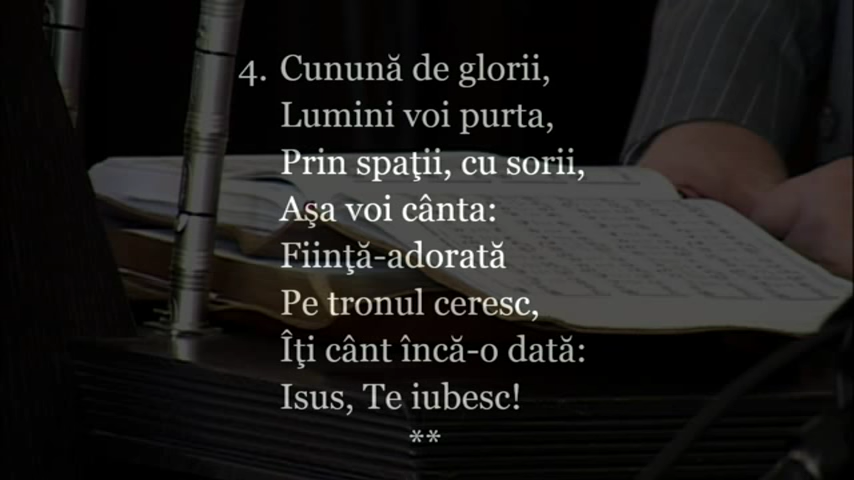 4. Cunună de glorii,
Lumini voi purta,
Prin spaţii, cu sorii,
Aşa voi cânta:
Fiinţă-adorată
Pe tronul ceresc,
Îţi cânt încă-o dată:
Isus, Te iubesc!
**